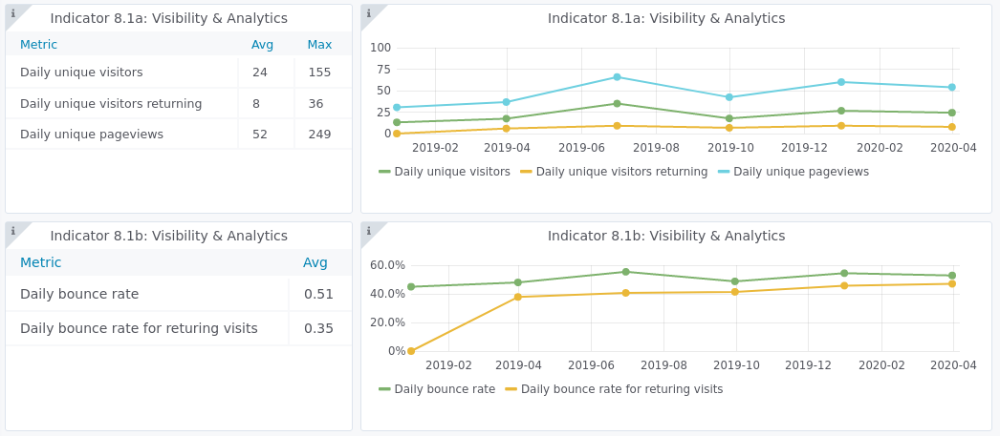 i
Indicator 8.1a: Visibility & Analytics
Metric Avg Max
Daily unique visitors 24 155
Daily unique visitors returning 8 36
Daily unique pageviews 52 249
i
Indicator 8.1a: Visibility & Analytics
100
75
50
25
0
2019-02 2019-04 2019-06 2019-08 2019-10 2019-12 2020-02 2020-04
Daily unique visitors Daily unique visitors returning Daily unique pageviews
i
Indicator 8.1b: Visibility & Analytics
Metric Avg
Daily bounce rate 0.51
Daily bounce rate for returing visits 0.35
i
Indicator 8.1b: Visibility & Analytics
60.0%
40.0%
20.0%
0%
2019-02 2019-04 2019-06 2019-08 2019-10 2019-12 2020-02 2020-04
Daily bounce rate Daily bounce rate for returing visits